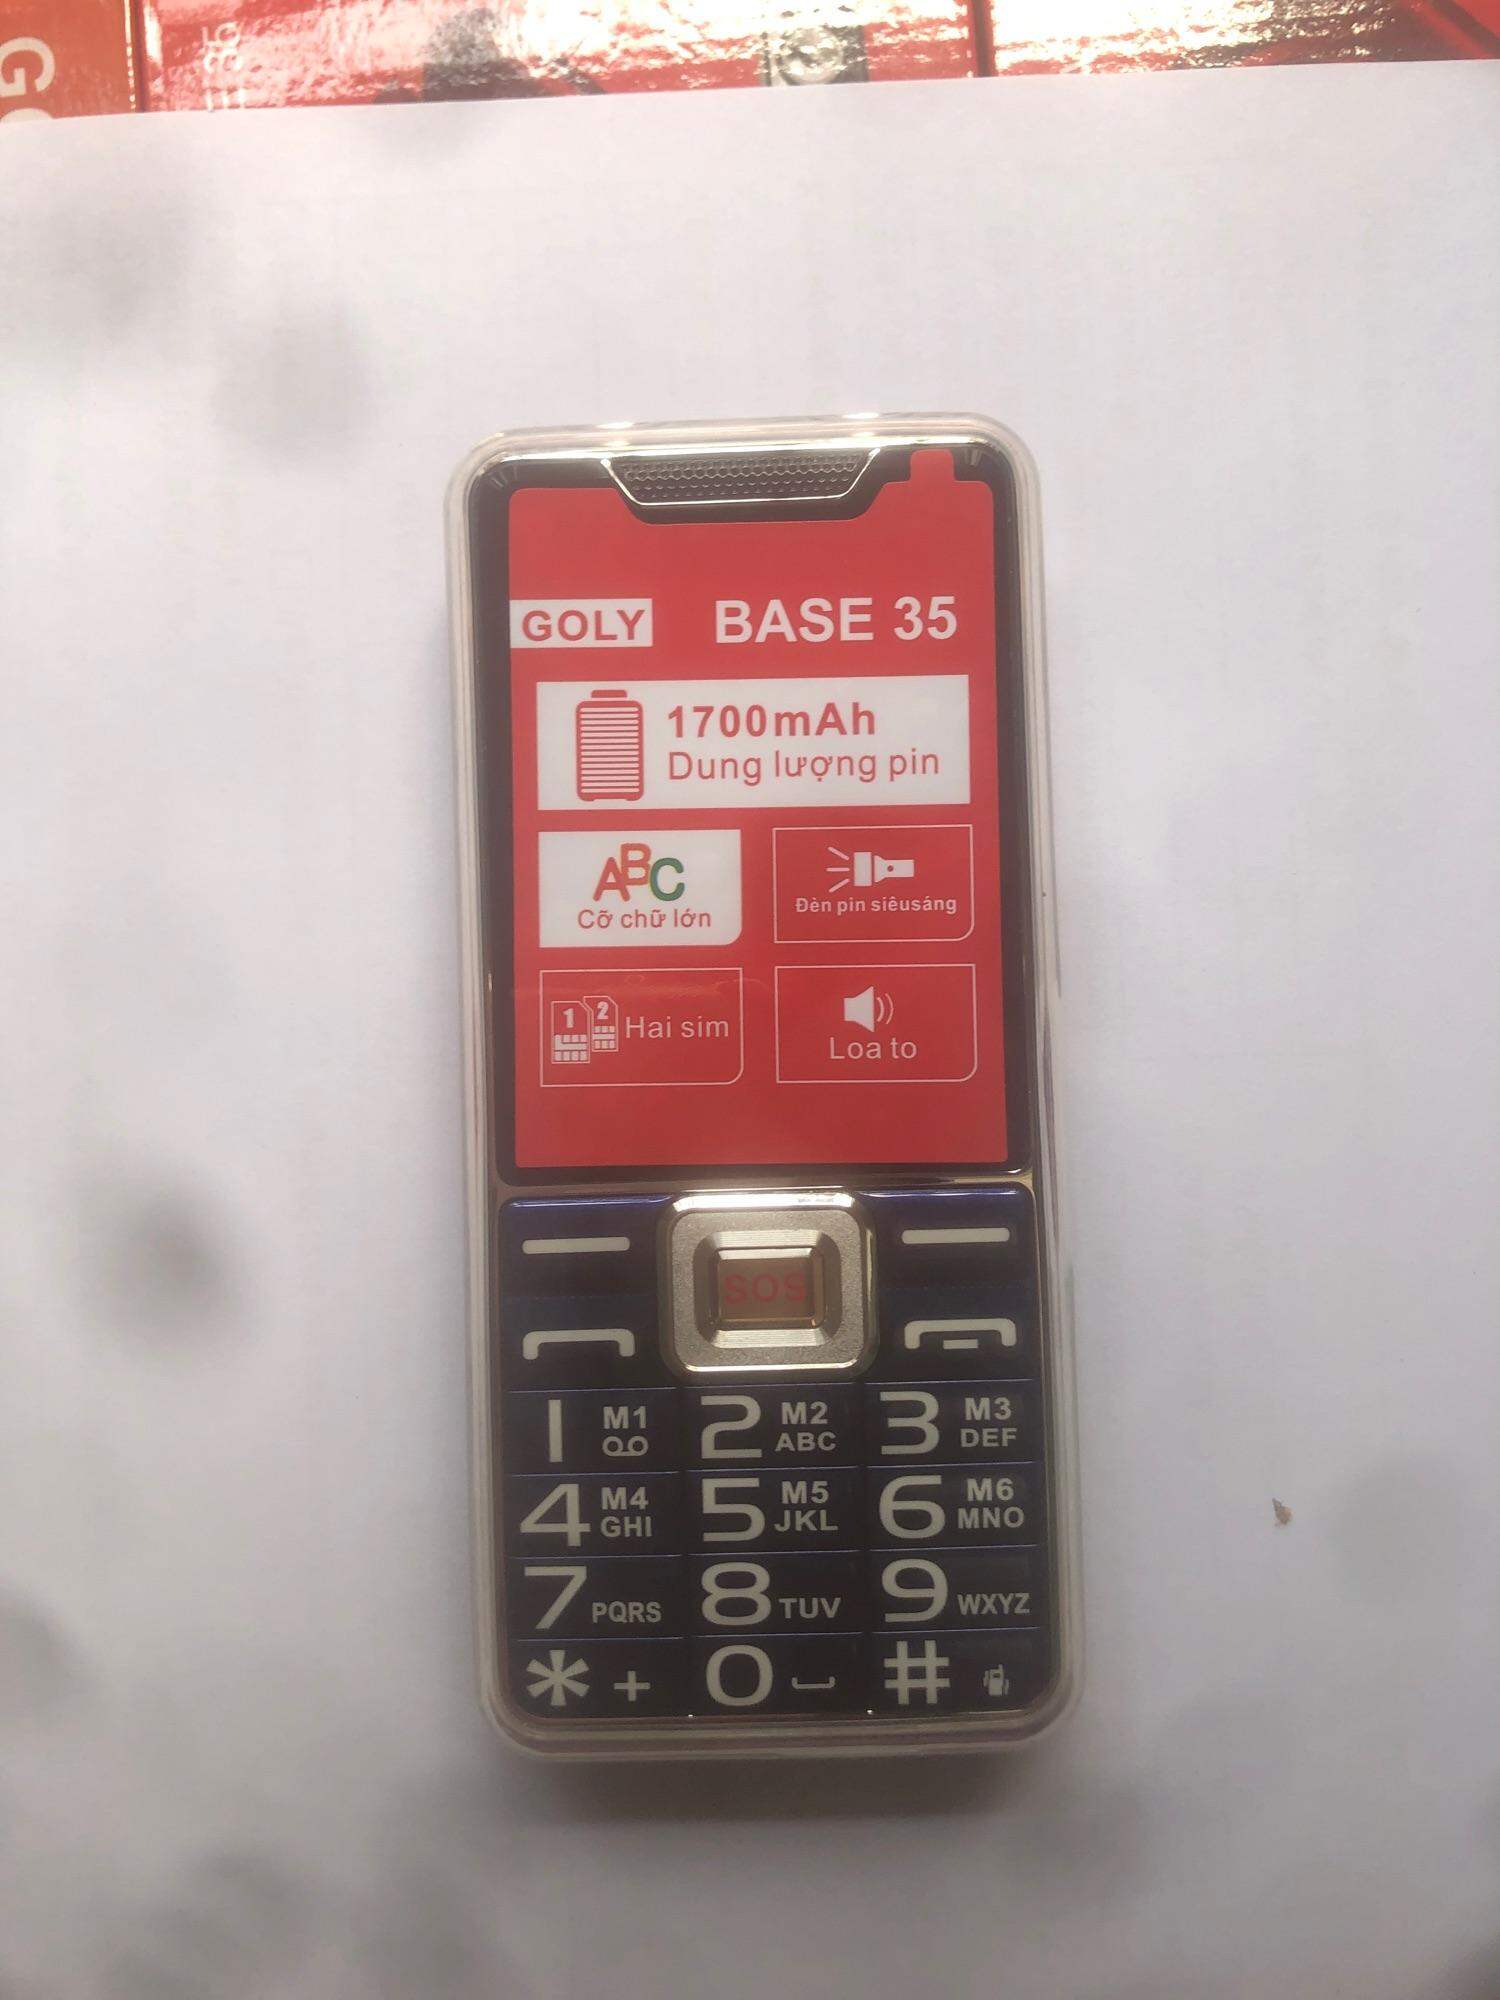 G
35
GOLY
BASE 35
1700mAh
Dung lượng pin
ABC
Cỡ chữ lớn
Đèn pin siêusáng
1 2
Hai sim
Loa to
SOS
1 M1
2 M2 ABC
3 M3 DEF
4 M4 GHI
5 M5 JKL
6 M6 MNO
7 PQRS
8 TUV
9 WXYZ
* +
0
#